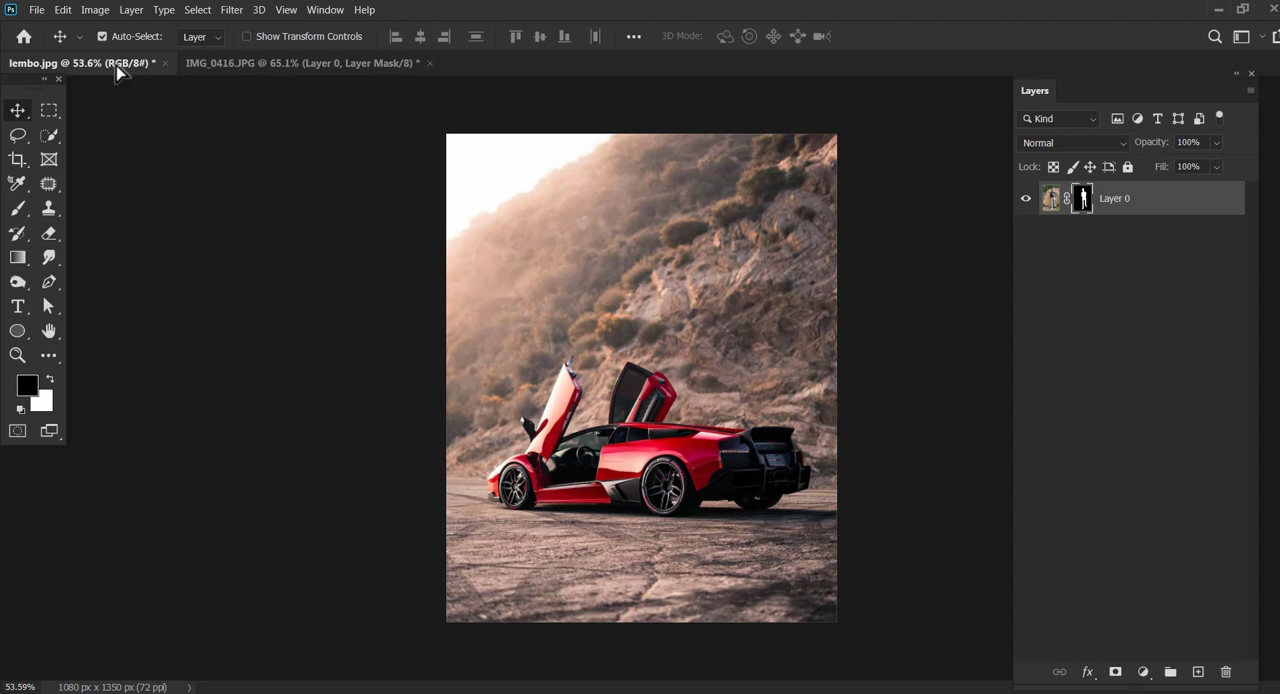 Ps File Edit Image Layer Type Select Filter 3D View Window Help
Auto-Select: Layer Show Transform Controls 3D Mode:
lembo.jpg @ 53.6% (RGB/8#) * × IMG_0416.JPG @ 65.1% (Layer 0, Layer Mask/8) * ×
Layers
Kind
Normal Opacity: 100%
Lock: Fill: 100%
Layer 0
fx
53.59% 1080 px x 1350 px (72 ppi)